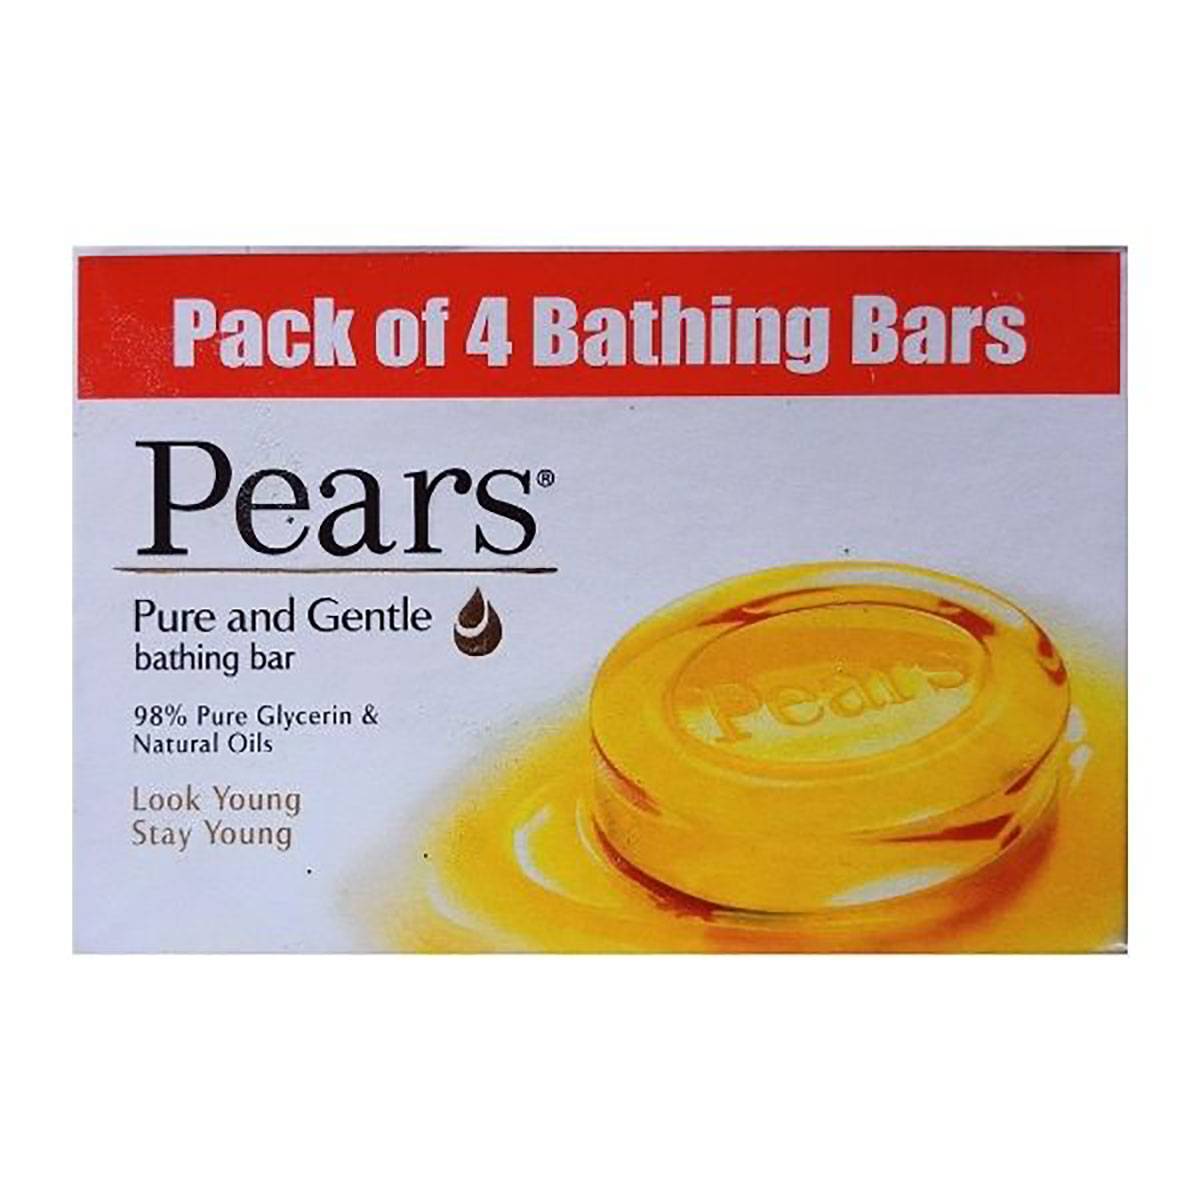 Pack of 4 Bathing Bars
Pears®
Pure and Gentle
bathing bar
98% Pure Glycerin &
Natural Oils
Look Young
Stay Young
Pears